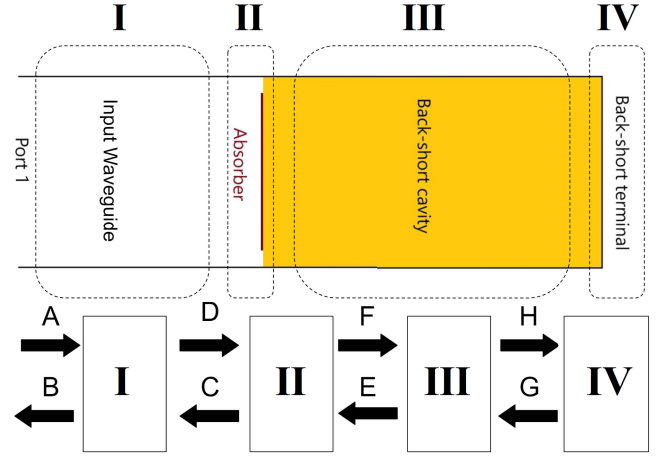 I II III IV
Port 1
Input Waveguide
Absorber
Back-short cavity
Back-short terminal
A D F H
B C E G
I II III IV